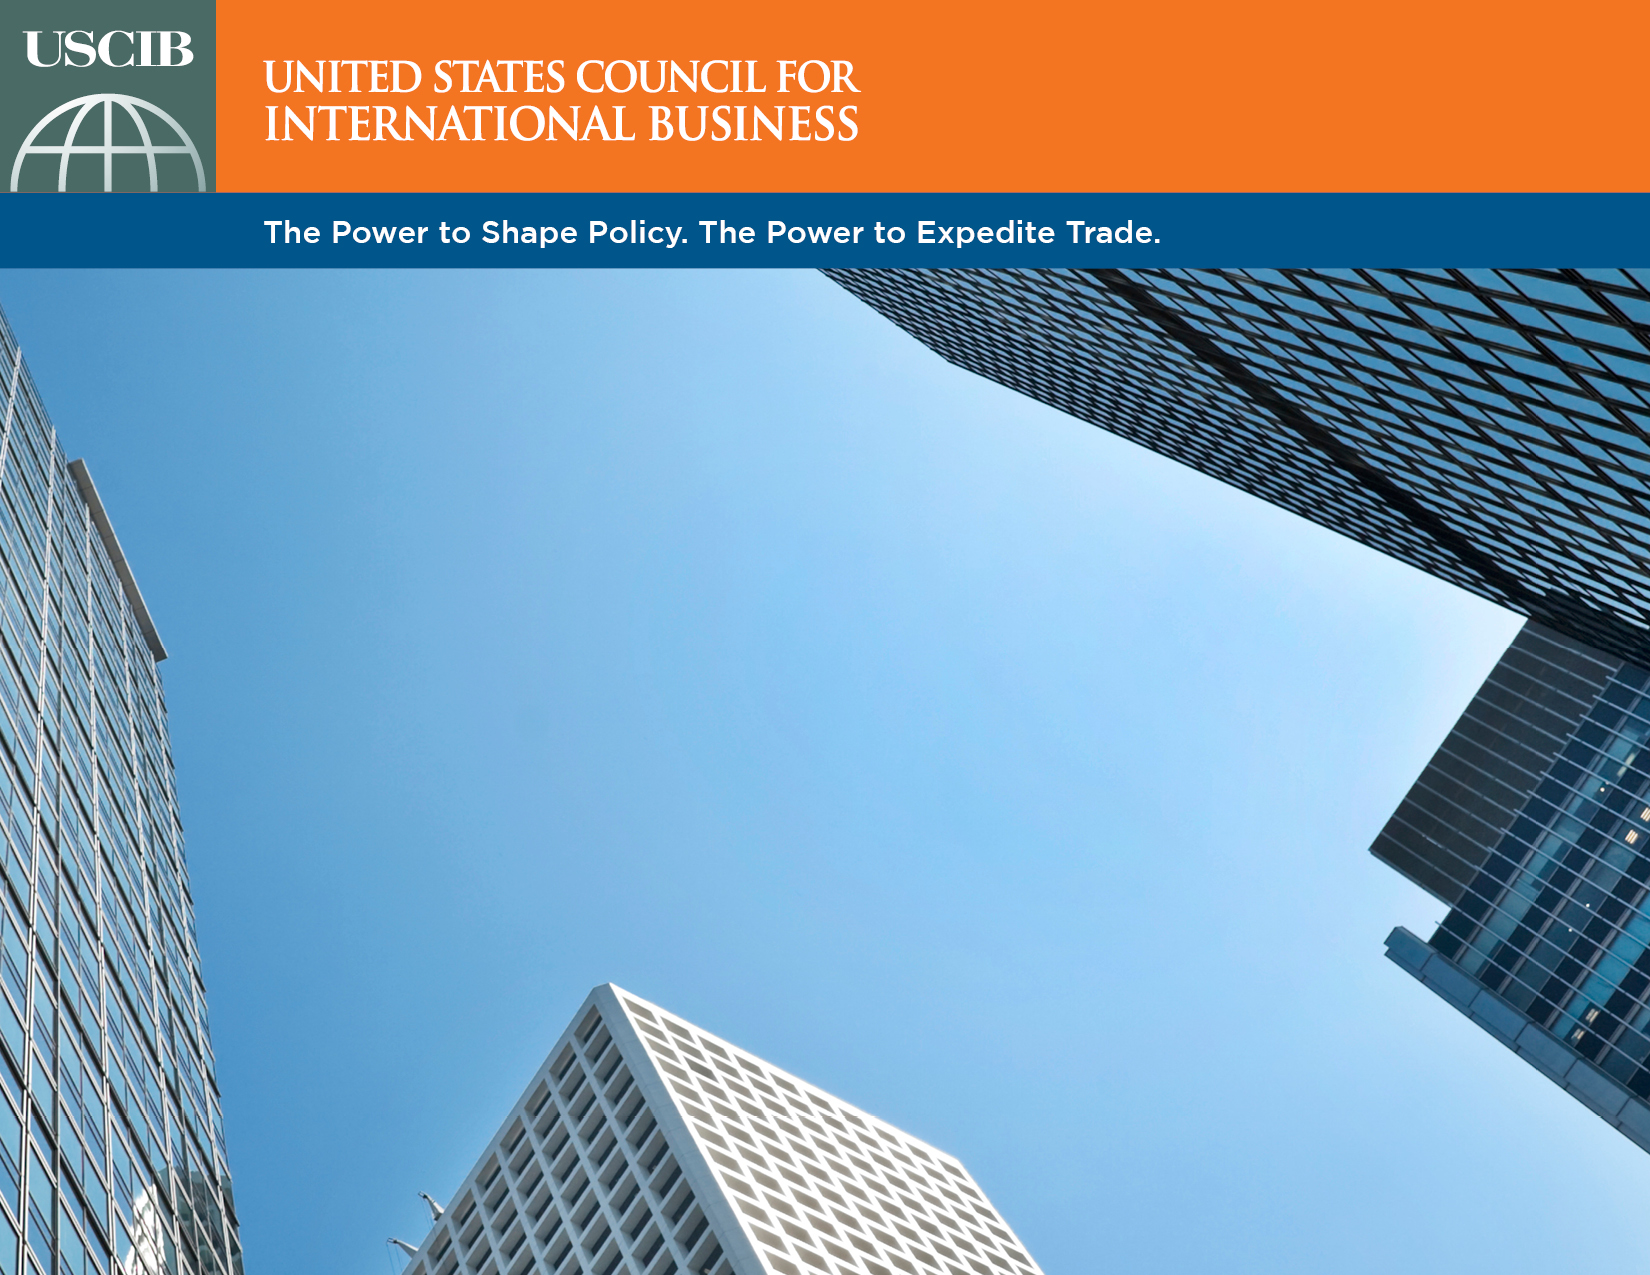 USCIB
UNITED STATES COUNCIL FOR
INTERNATIONAL BUSINESS
The Power to Shape Policy. The Power to Expedite Trade.